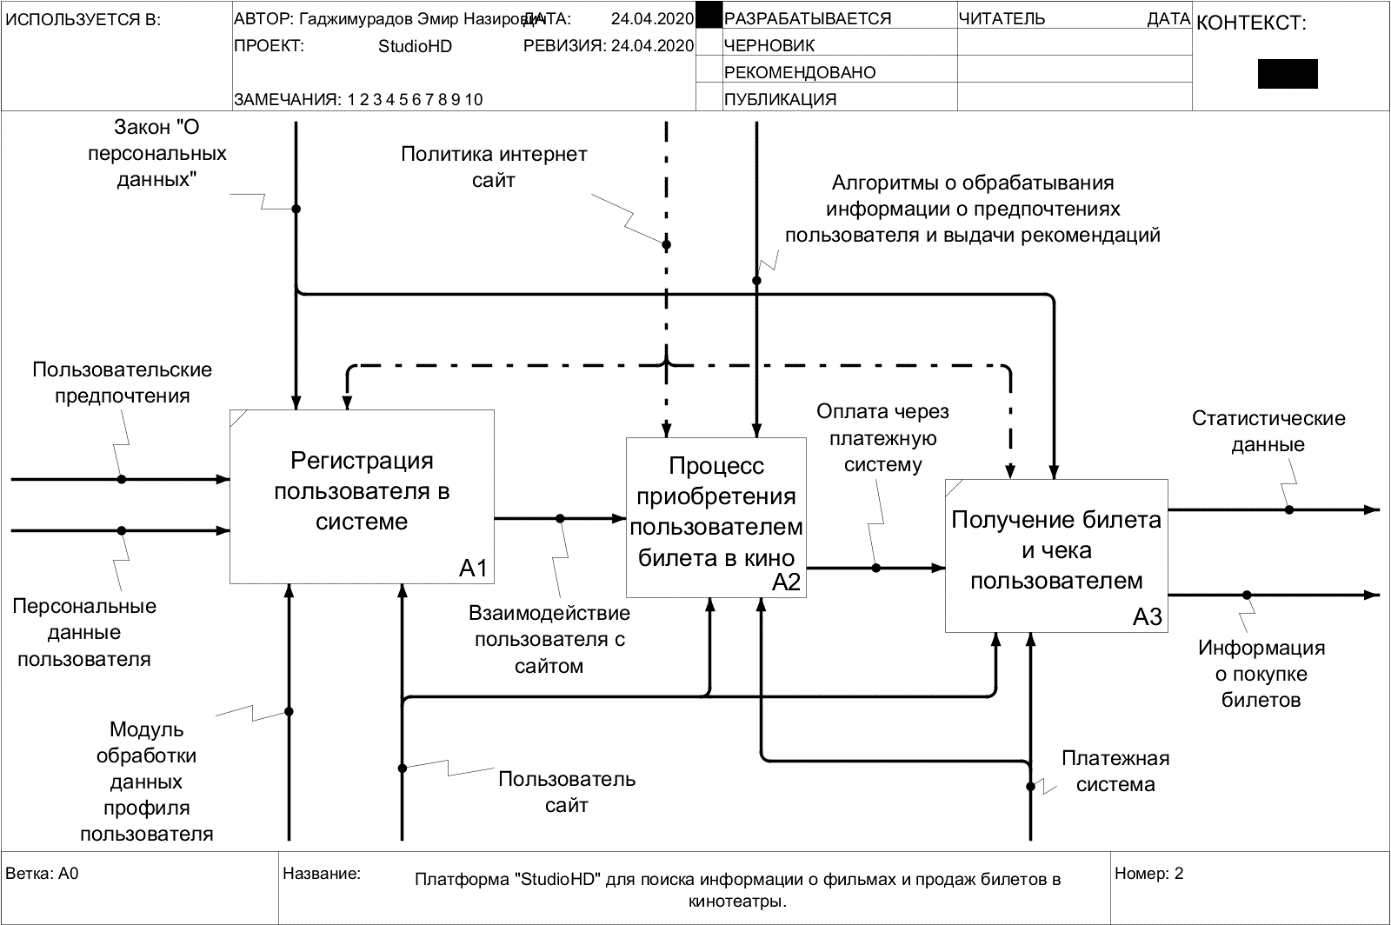 ИСПОЛЬЗУЕТСЯ В:
АВТОР: Гаджимурадов Эмир Назирович
ДАТА: 24.04.2020
ПРОЕКТ: StudioHD
РЕВИЗИЯ: 24.04.2020
ЗАМЕЧАНИЯ: 1 2 3 4 5 6 7 8 9 10
РАЗРАБАТЫВАЕТСЯ
ЧЕРНОВИК
РЕКОМЕНДОВАНО
ПУБЛИКАЦИЯ
ЧИТАТЕЛЬ
ДАТА
КОНТЕКСТ:
Закон "О
персональных
данных"
Политика интернет
сайт
Алгоритмы о обрабатывания
информации о предпочтениях
пользователя и выдачи рекомендаций
Пользовательские
предпочтения
Персональные
данные
пользователя
Регистрация
пользователя в
системе
A1
Взаимодействие
пользователя с
сайтом
Процесс
приобретения
пользователем
билета в кино
A2
Оплата через
платежную
систему
Получение билета
и чека
пользователем
A3
Статистические
данные
Информация
о покупке
билетов
Модуль
обработки
данных
профиля
пользователя
Пользователь
сайт
Платежная
система
Ветка: A0
Название:
Платформа "StudioHD" для поиска информации о фильмах и продаж билетов в
кинотеатры.
Номер: 2